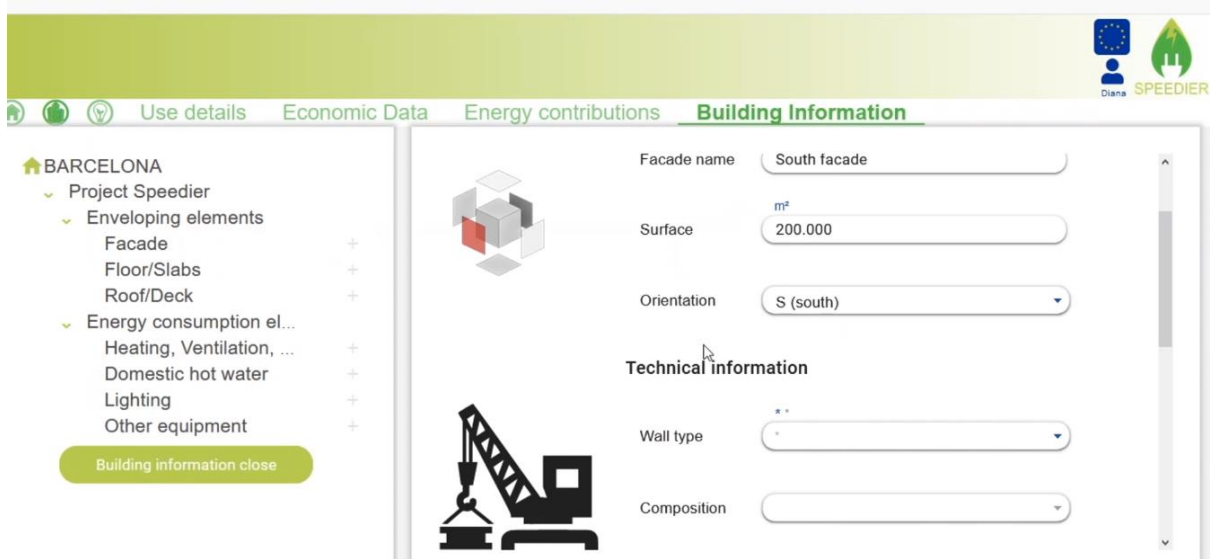 Diana
SPEEDIER
Use details Economic Data Energy contributions Building Information
BARCELONA
Project Speedier
Enveloping elements
Facade +
Floor/Slabs +
Roof/Deck +
Energy consumption el...
Heating, Ventilation, ... +
Domestic hot water +
Lighting +
Other equipment +
Building information close
Facade name South facade
m²
Surface 200.000
Orientation S (south)
Technical information
* *
Wall type *
Composition